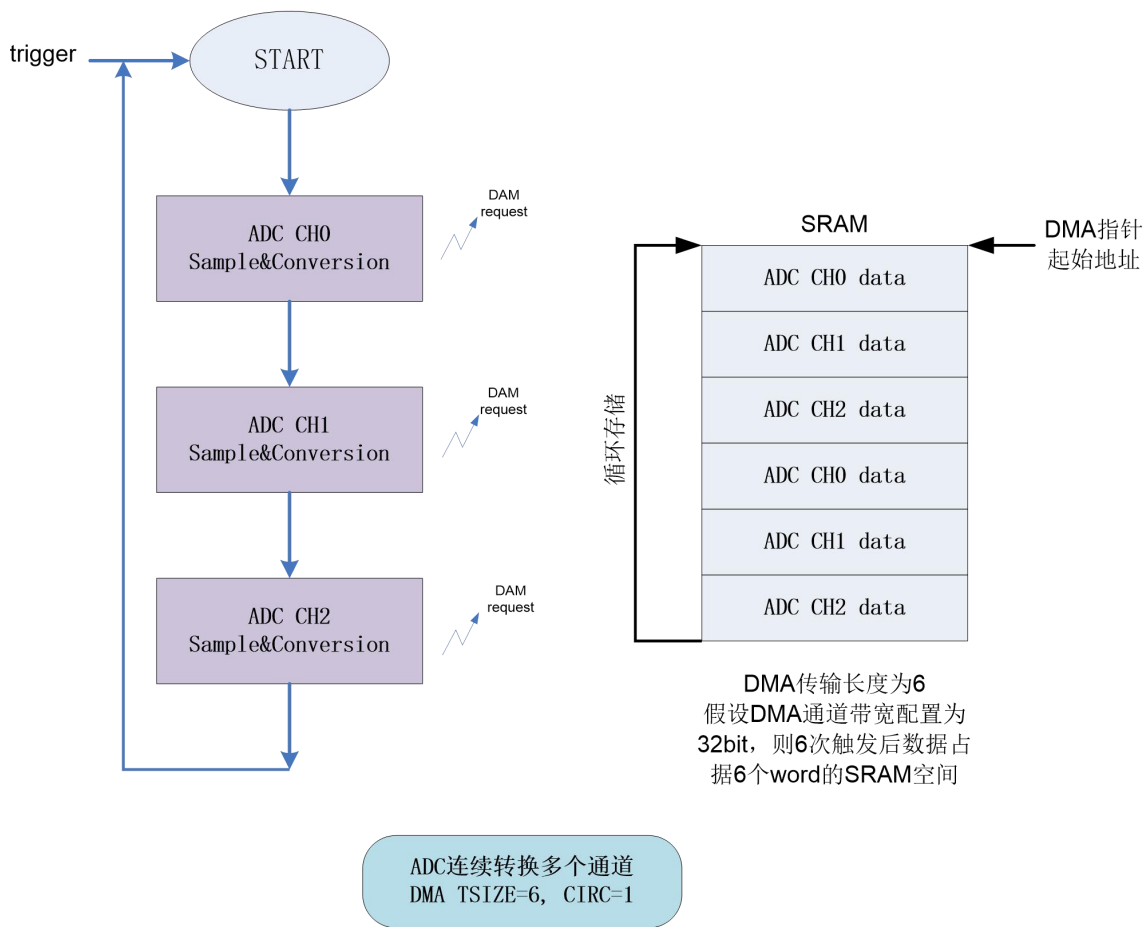 trigger
START
ADC CH0
Sample&Conversion
DAM
request
ADC CH1
Sample&Conversion
DAM
request
ADC CH2
Sample&Conversion
DAM
request
SRAM
DMA指针
起始地址
ADC CH0 data
ADC CH1 data
ADC CH2 data
ADC CH0 data
ADC CH1 data
ADC CH2 data
循环存储
DMA传输长度为6
假设DMA通道带宽配置为
32bit，则6次触发后数据占
据6个word的SRAM空间
ADC连续转换多个通道
DMA TSIZE=6, CIRC=1